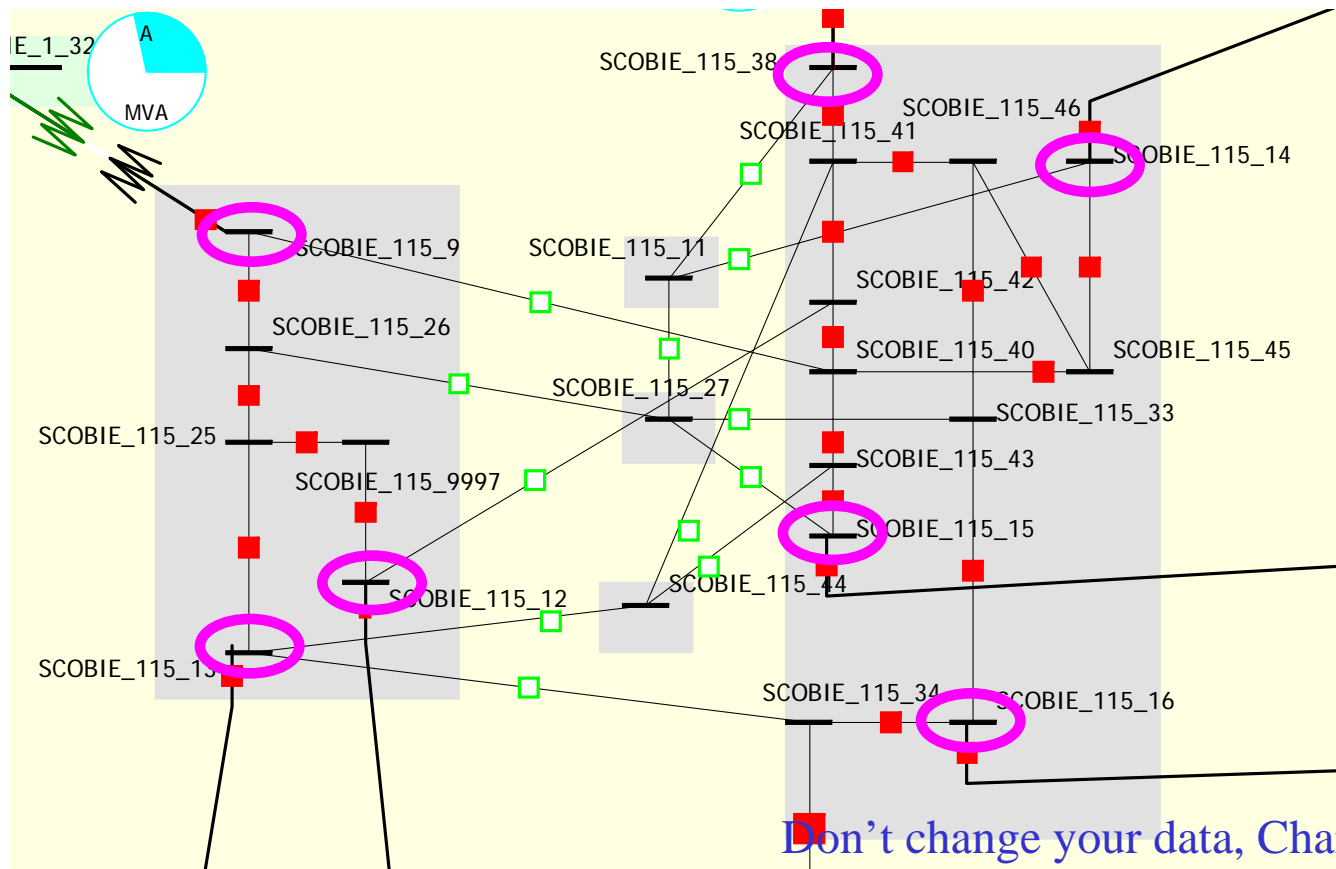 IE_1_32
A
MVA
SCOBIE_115_38
SCOBIE_115_46
SCOBIE_115_41
SCOBIE_115_14
SCOBIE_115_9
SCOBIE_115_11
SCOBIE_115_42
SCOBIE_115_26
SCOBIE_115_40
SCOBIE_115_45
SCOBIE_115_27
SCOBIE_115_33
SCOBIE_115_25
SCOBIE_115_43
SCOBIE_115_9997
SCOBIE_115_15
SCOBIE_115_44
SCOBIE_115_12
SCOBIE_115_13
SCOBIE_115_34
SCOBIE_115_16
Don't change your data, Cha